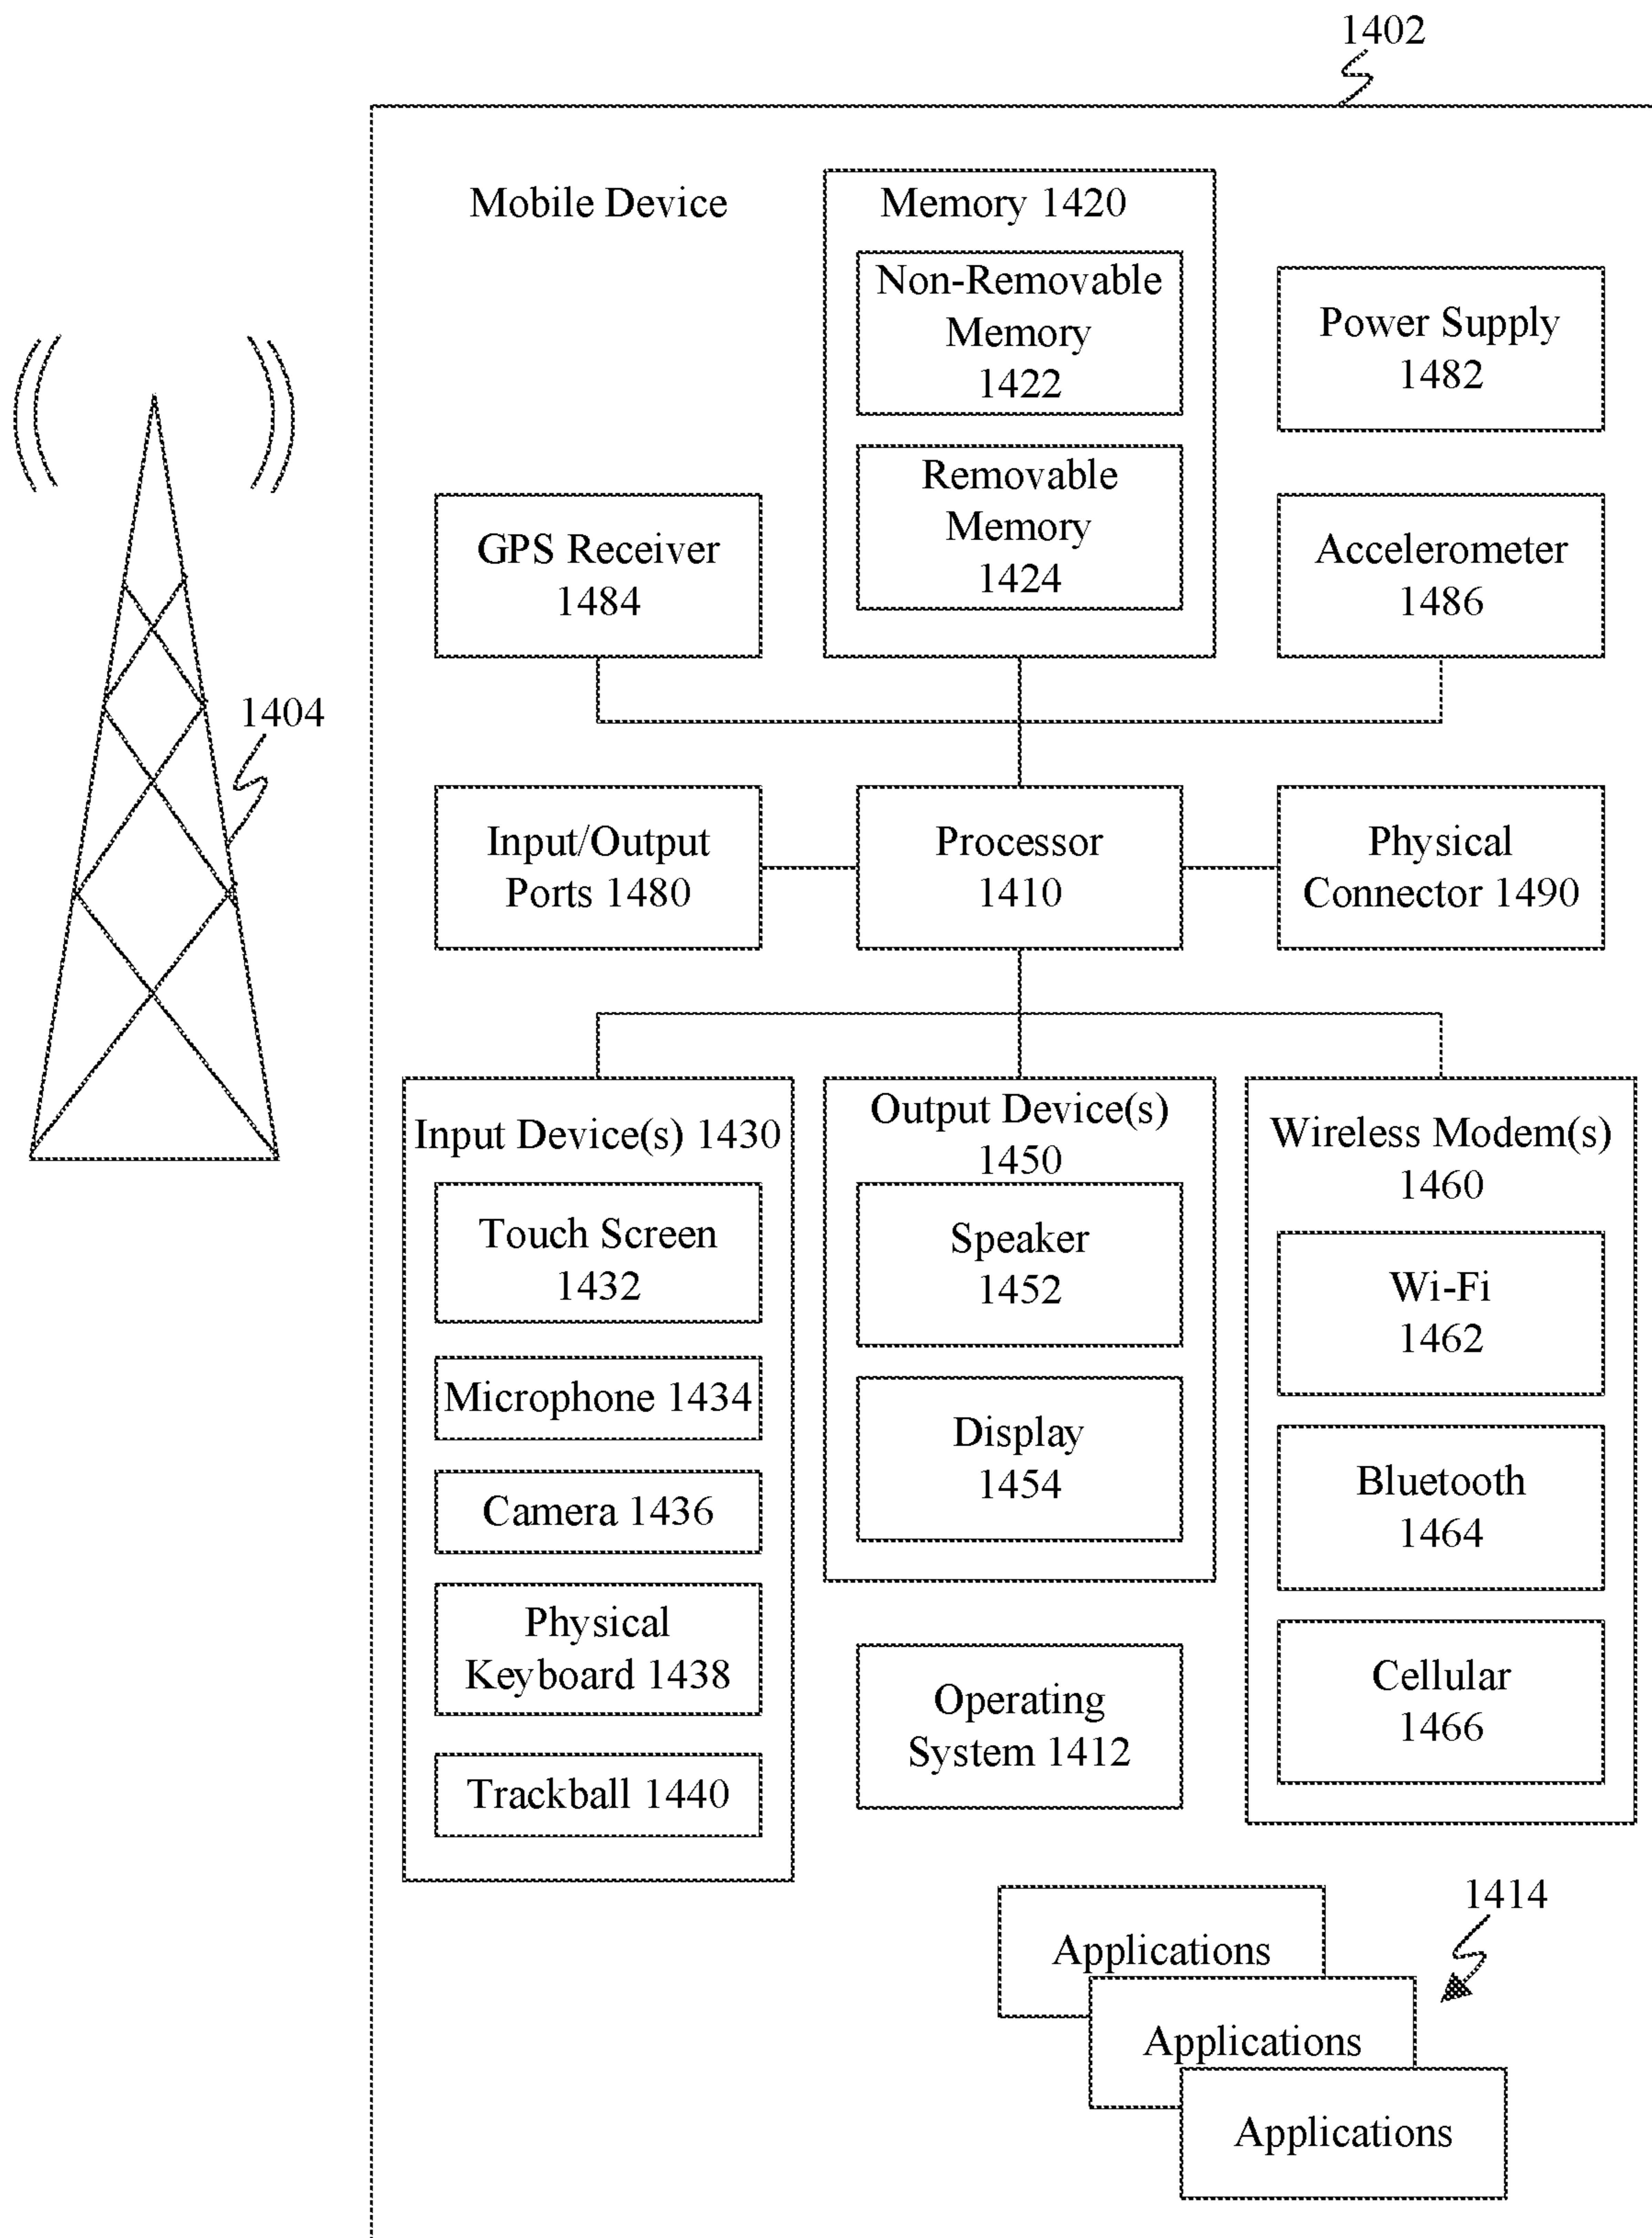 1402
Mobile Device
Memory 1420
Non-Removable
Memory
1422
Removable
Memory
1424
Power Supply
1482
GPS Receiver
1484
Accelerometer
1486
1404
Input/Output
Ports 1480
Processor
1410
Physical
Connector 1490
Input Device(s) 1430
Touch Screen
1432
Microphone 1434
Camera 1436
Physical
Keyboard 1438
Trackball 1440
Output Device(s)
1450
Speaker
1452
Display
1454
Operating
System 1412
Wireless Modem(s)
1460
Wi-Fi
1462
Bluetooth
1464
Cellular
1466
1414
Applications
Applications
Applications